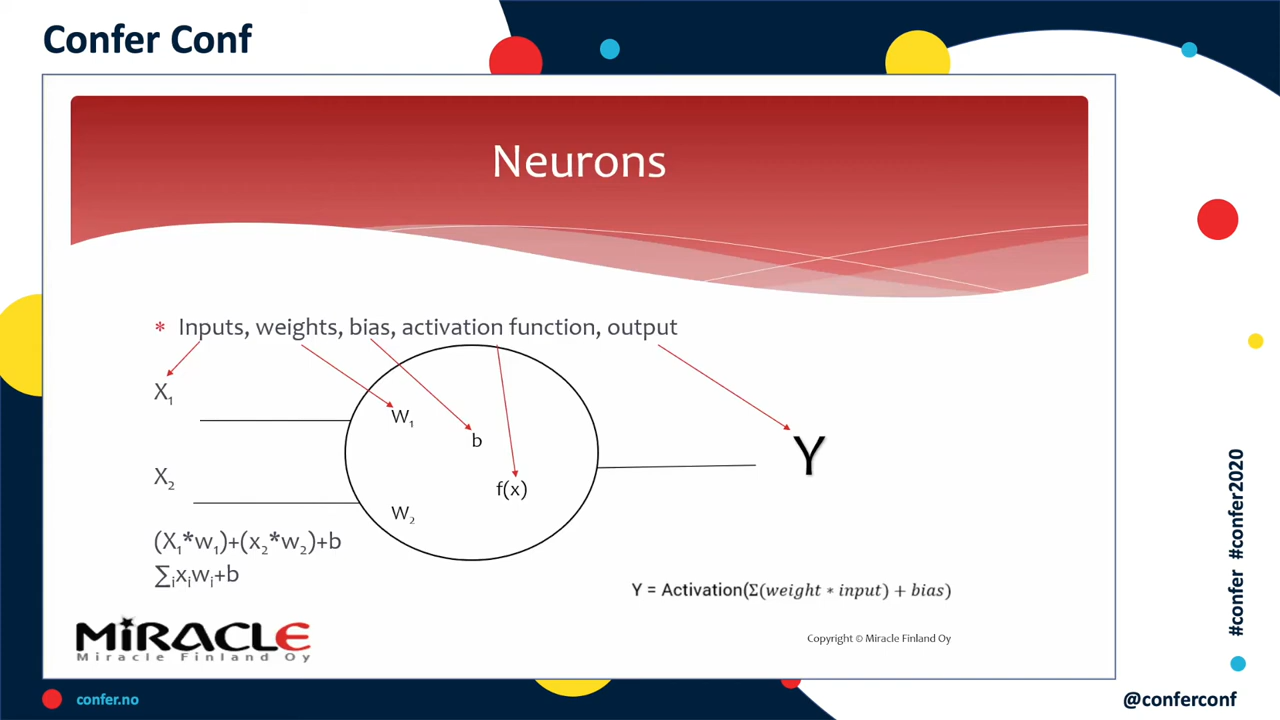 Confer Conf
Neurons
* Inputs, weights, bias, activation function, output
X₁
W₁
b
Y
X₂
f(x)
W₂
(X₁*w₁)+(x₂*w₂)+b
∑ᵢxᵢwᵢ+b
Y = Activation(Σ(weight * input) + bias)
MiRACLE
Miracle Finland Oy
Copyright © Miracle Finland Oy
#confer #confer2020
confer.no
@conferconf